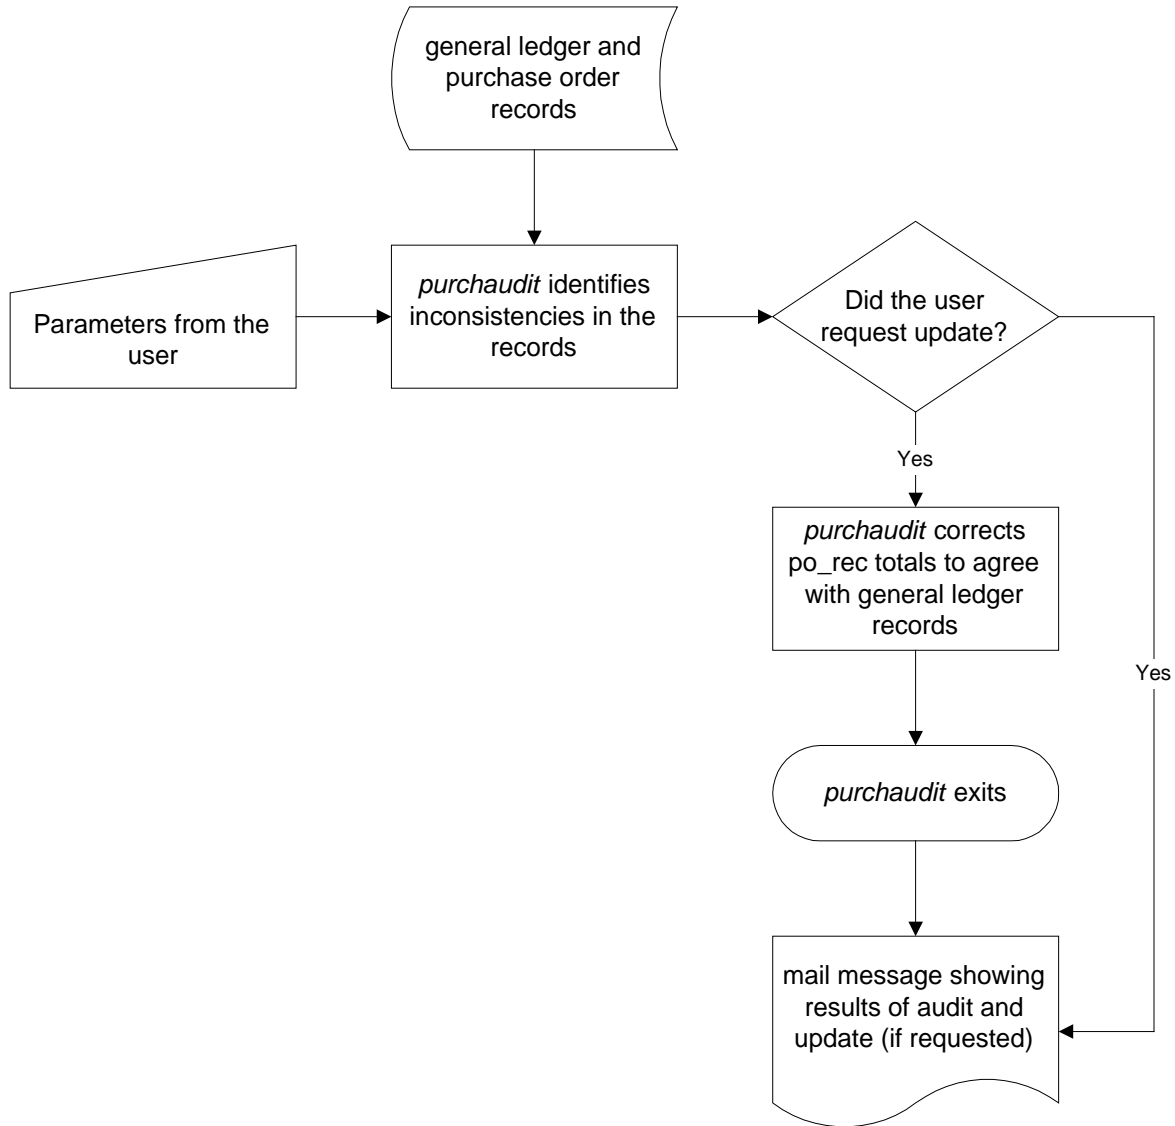 general ledger and
purchase order
records
Parameters from the
user
purchaudit identifies
inconsistencies in the
records
Did the user
request update?
Yes
purchaudit corrects
po_rec totals to agree
with general ledger
records
Yes
purchaudit exits
mail message showing
results of audit and
update (if requested)